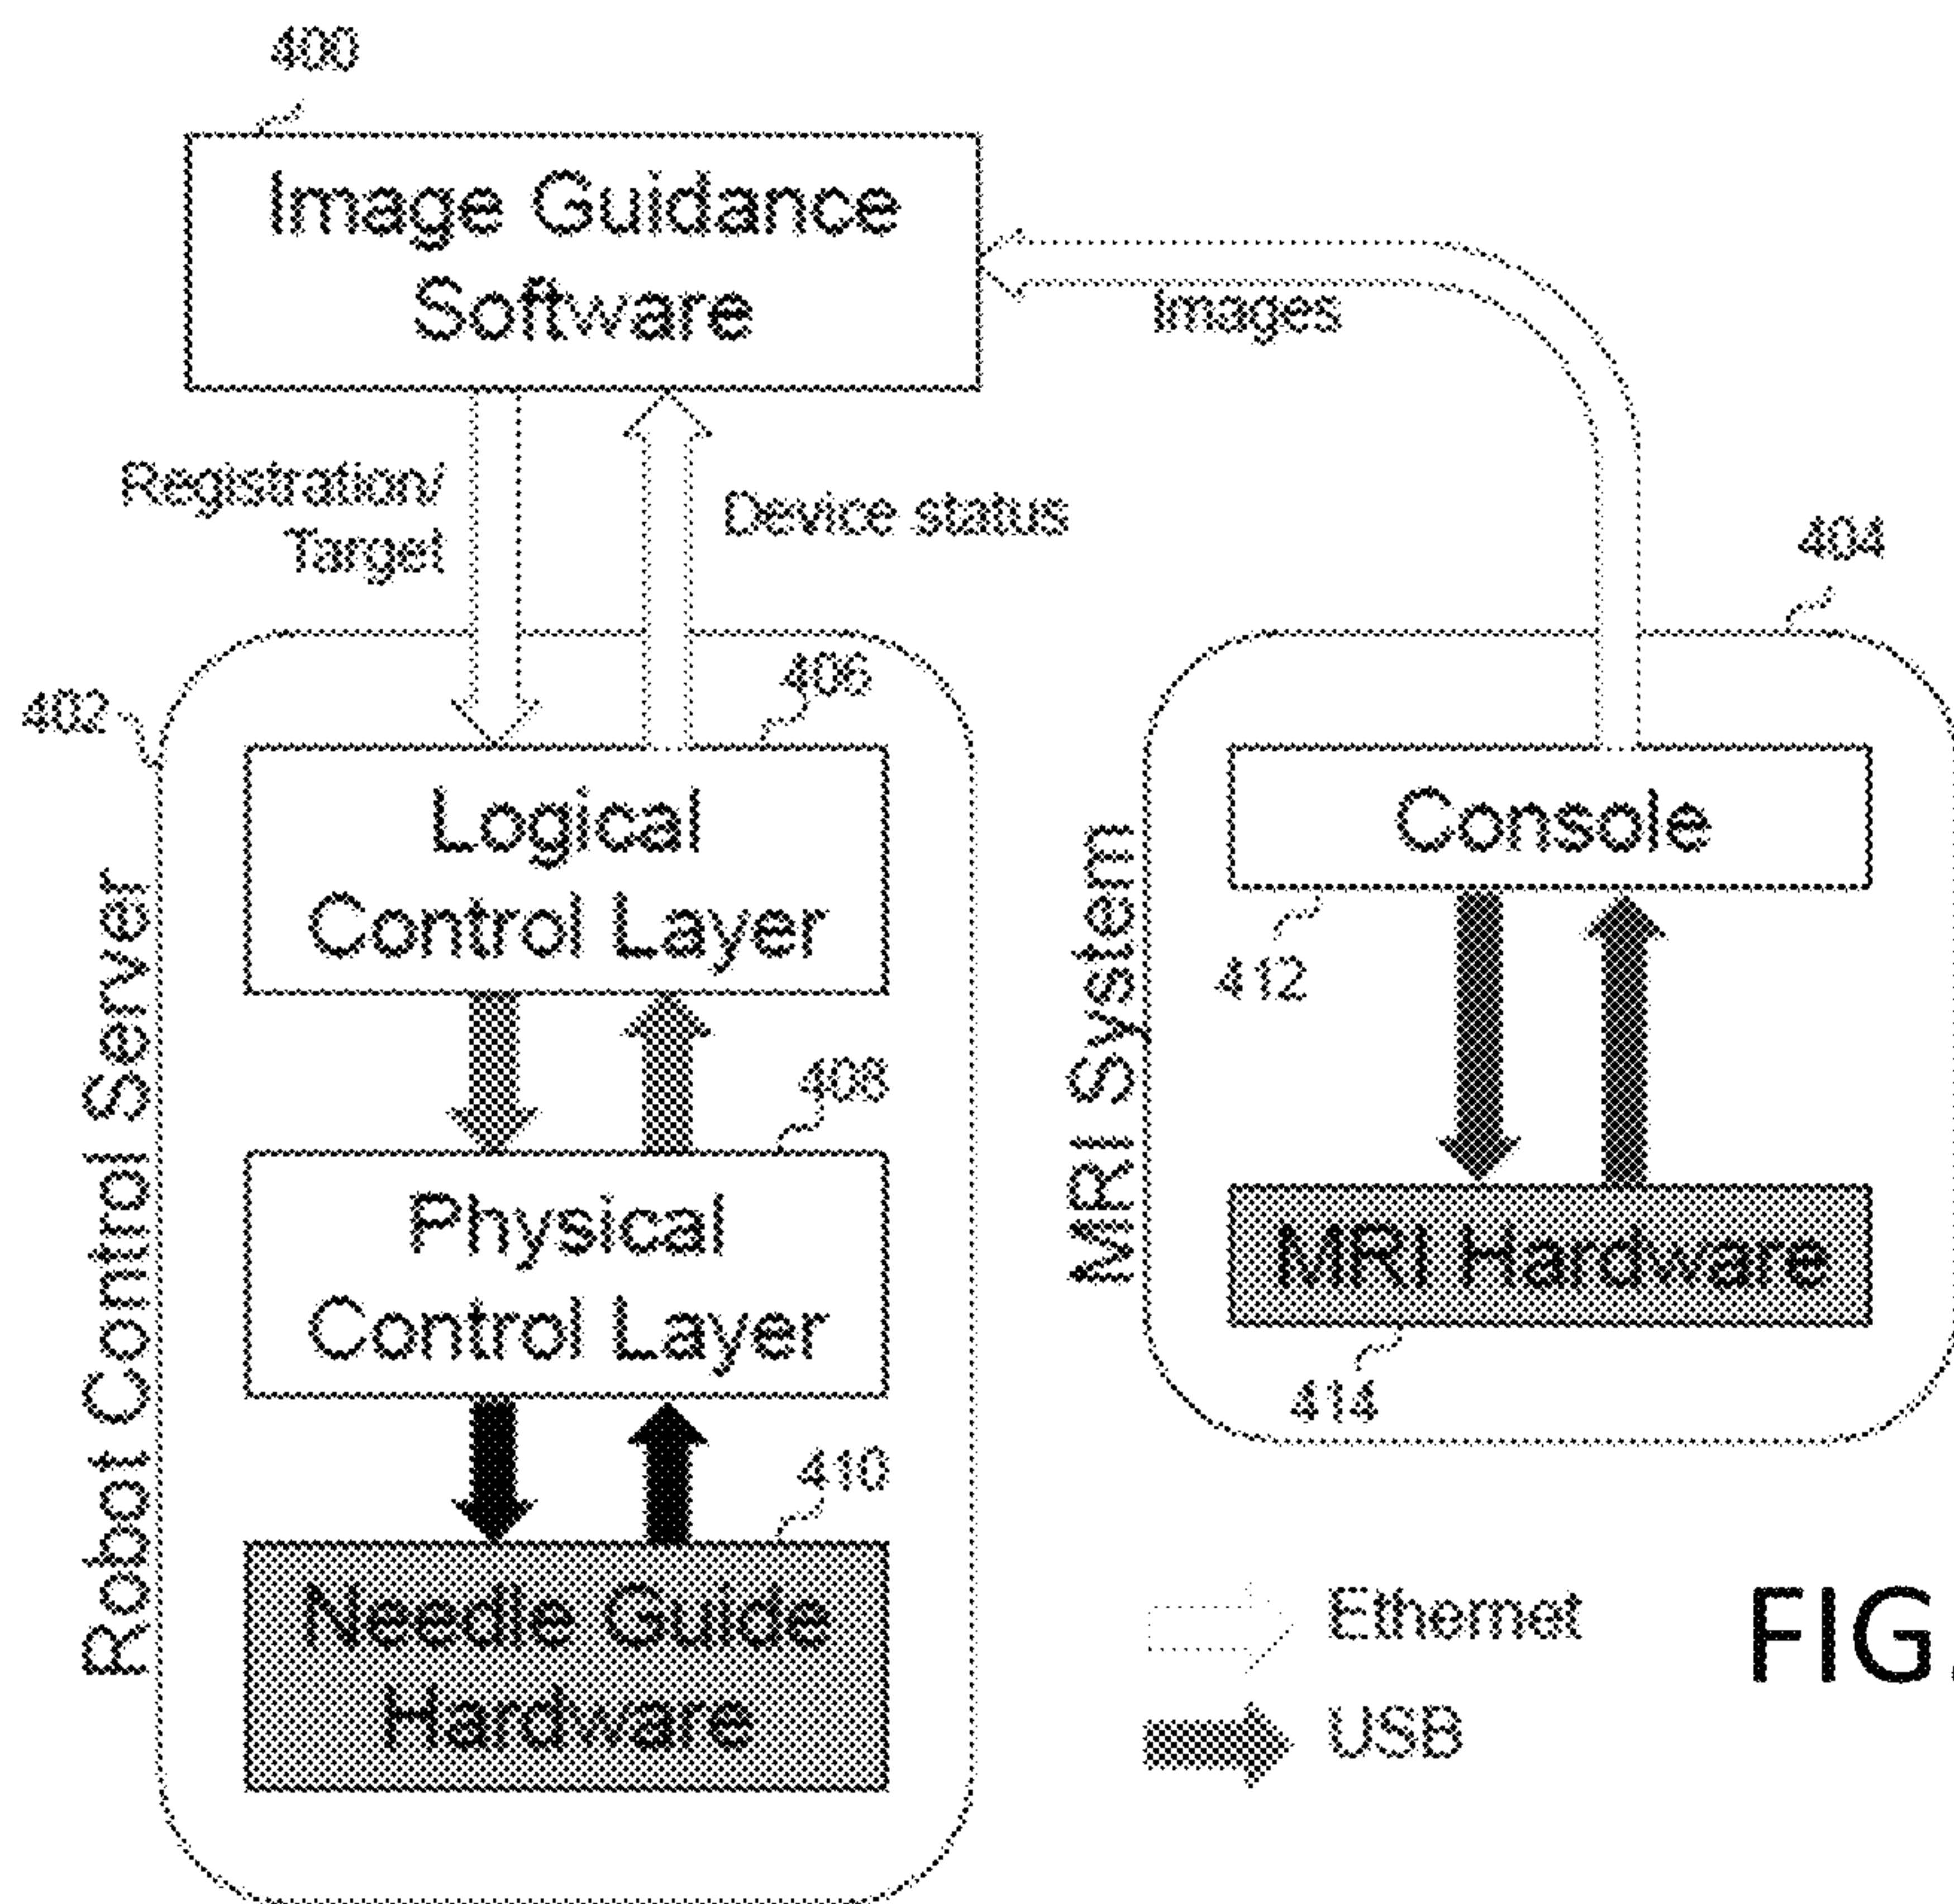 400
Image Guidance
Software
Images
Registration/
Target
Device status
404
402
406
Logical
Control Layer
Console
412
Robot Control Server
MRI System
408
Physical
Control Layer
MRI Hardware
414
410
Needle Guide
Hardware
Ethernet
USB
FIG.